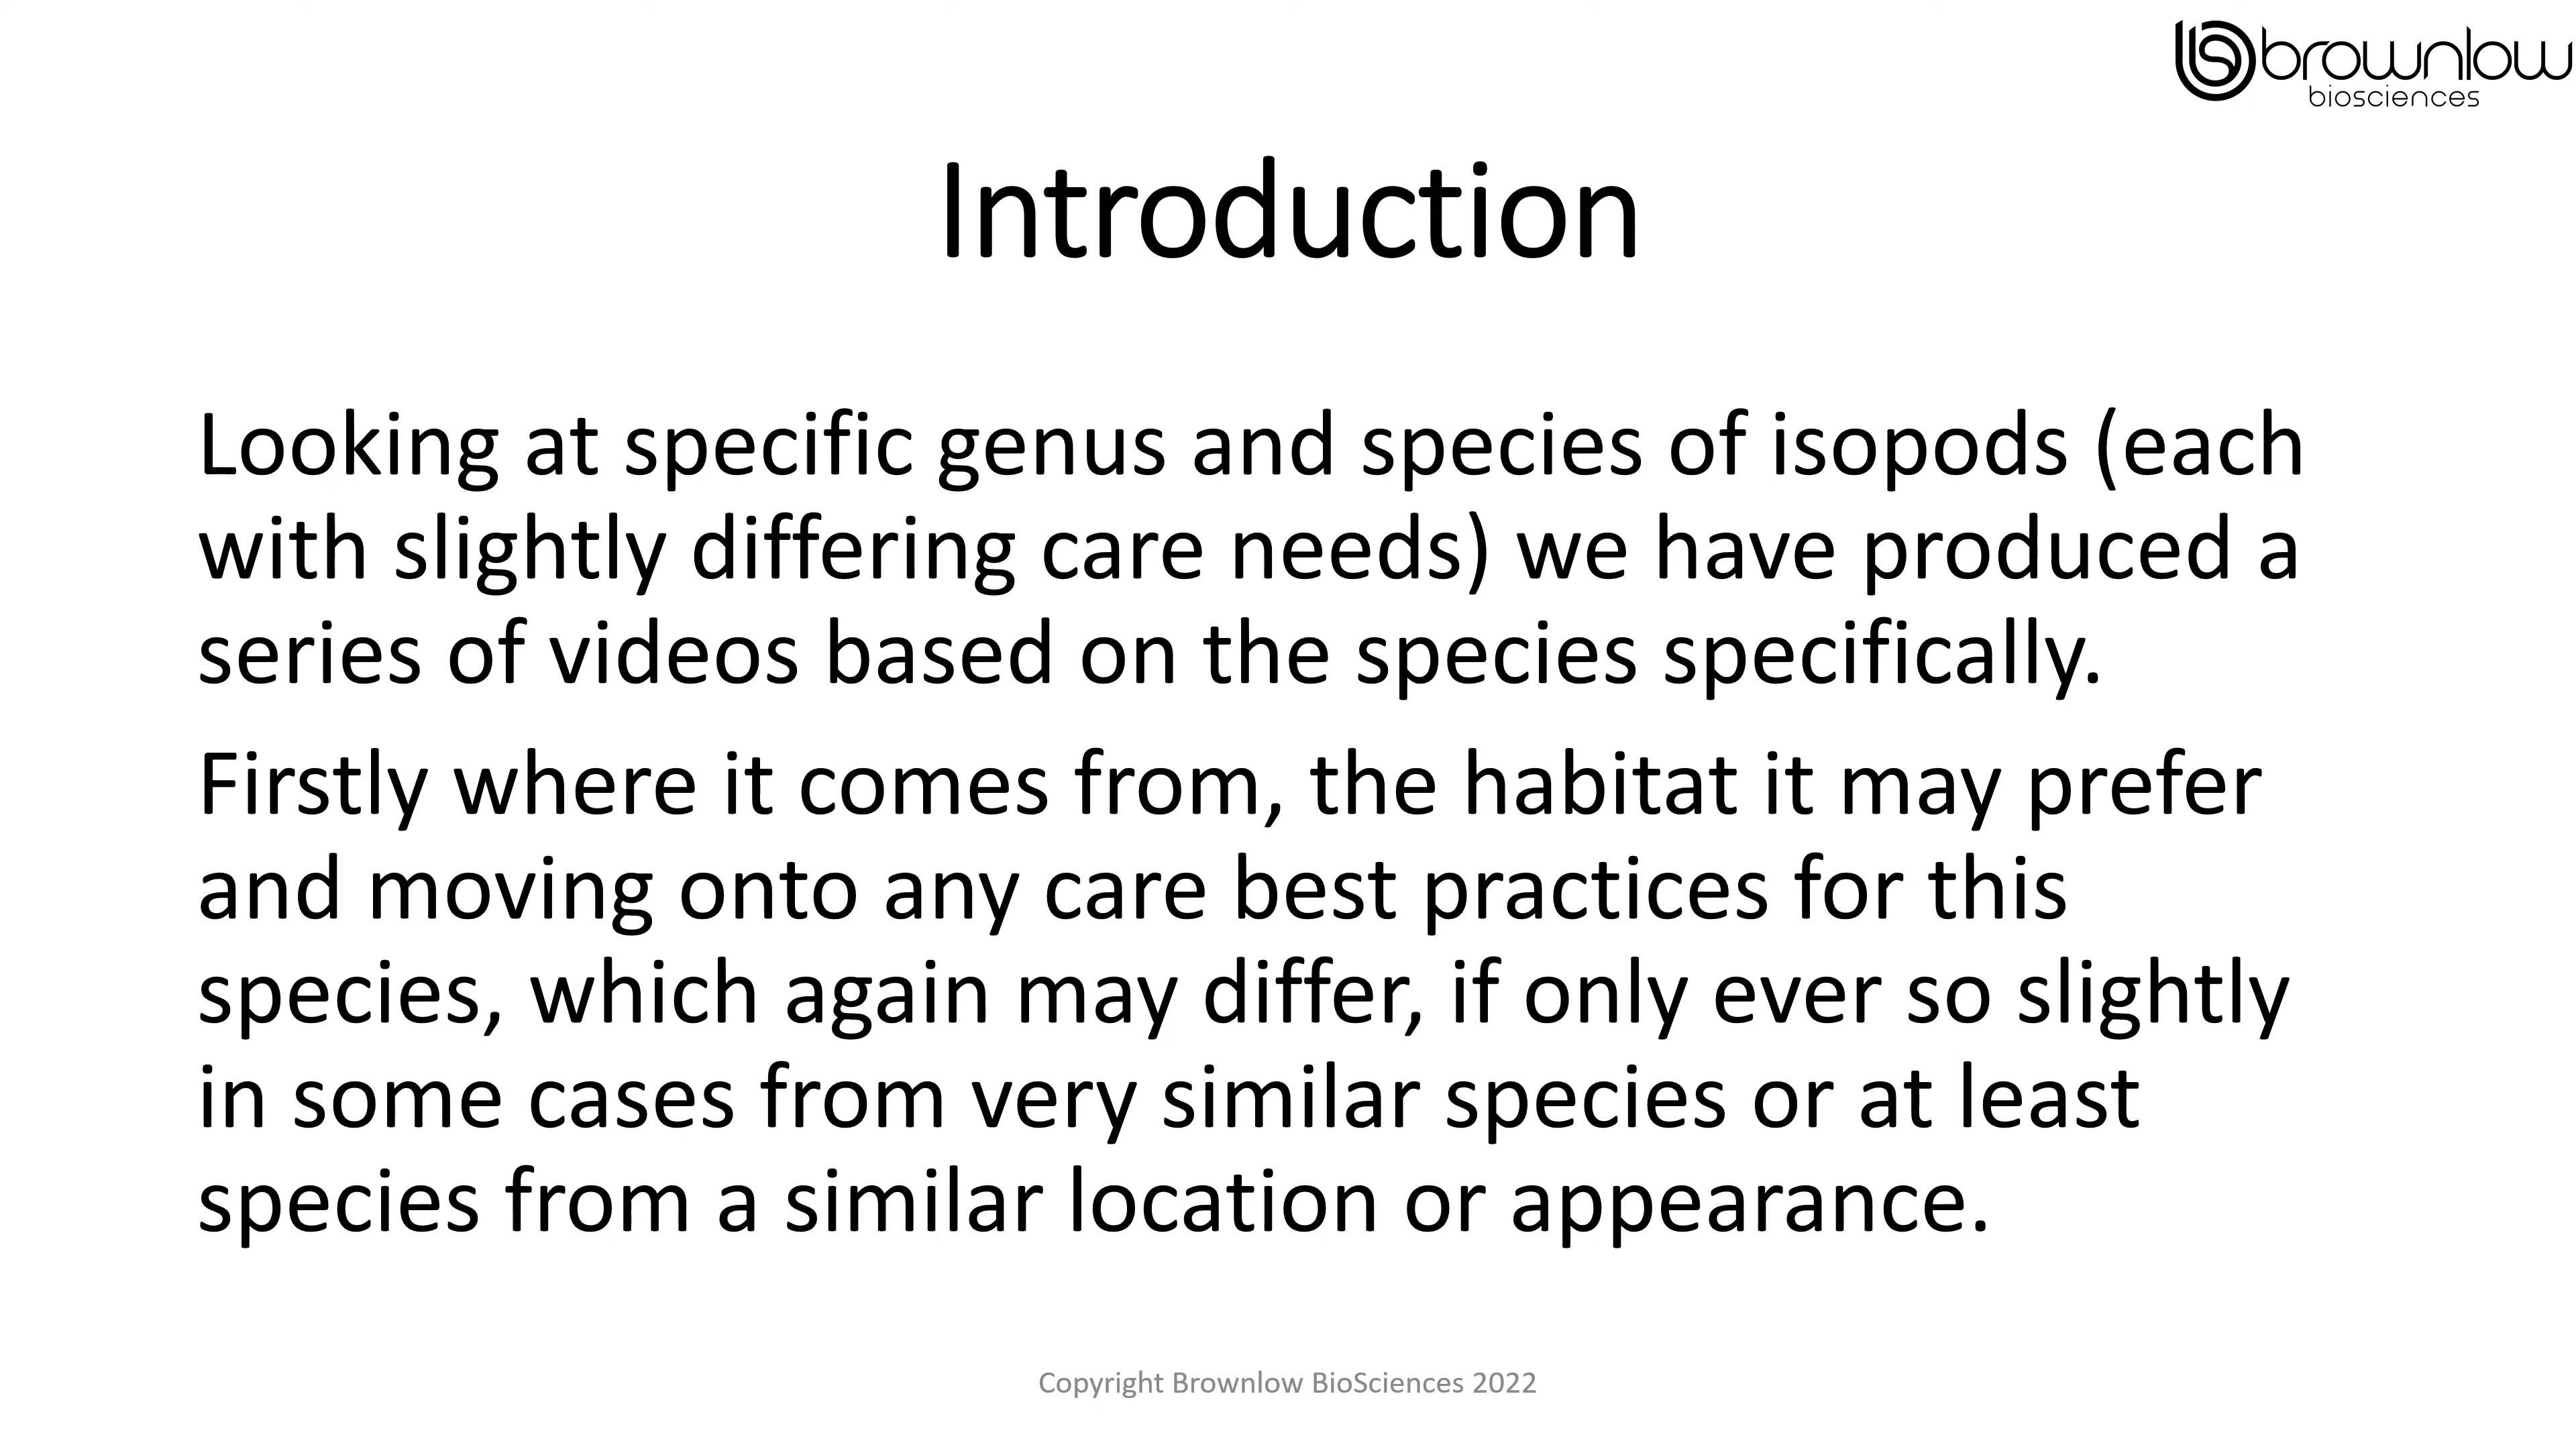 brownlow
biosciences
Introduction
Looking at specific genus and species of isopods (each
with slightly differing care needs) we have produced a
series of videos based on the species specifically.
Firstly where it comes from, the habitat it may prefer
and moving onto any care best practices for this
species, which again may differ, if only ever so slightly
in some cases from very similar species or at least
species from a similar location or appearance.
Copyright Brownlow BioSciences 2022